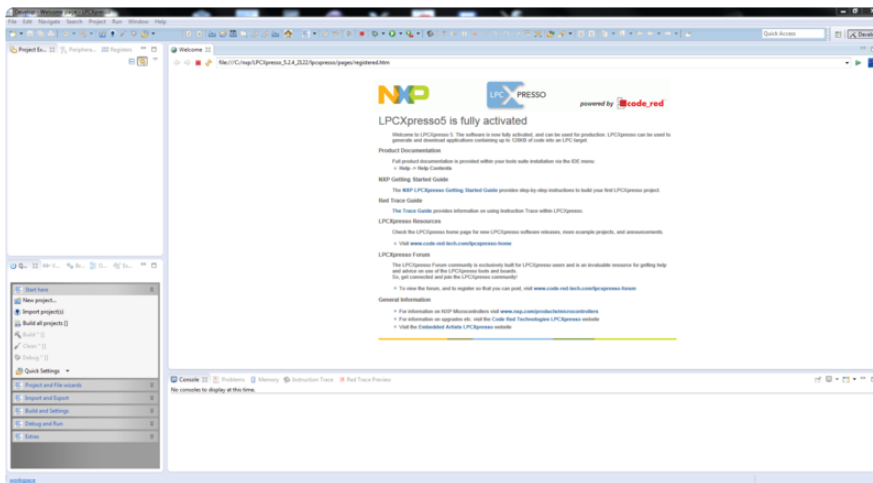 Develop - Welcome page - LPCXpresso
File Edit Navigate Search Project Run Window Help
Quick Access
Develo
Project Ex...
Periphera...
Registers
Welcome
file:///C:/nxp/LPCXpresso_5.2.4_2122/lpcxpresso/pages/registered.htm
NXP
LPC XPRESSO
powered by code_red
LPCXpresso5 is fully activated
Welcome to LPCXpresso 5. The software is now fully activated, and can be used for production. LPCXpresso can be used to
generate and download applications containing up to 128KB of code into an LPC target.
Product Documentation
Full product documentation is provided within your tools suite installation via the IDE menu:
Help -> Help Contents
NXP Getting Started Guide
The NXP LPCXpresso Getting Started Guide provides step-by-step instructions to build your first LPCXpresso project.
Red Trace Guide
The Trace Guide provides information on using Instruction Trace within LPCXpresso.
LPCXpresso Resources
Check the LPCXpresso home page for new LPCXpresso software releases, more example projects, and announcements.
Visit www.code-red-tech.com/lpcxpresso-home
LPCXpresso Forum
The LPCXpresso Forum community is exclusively built for LPCXpresso users and is an invaluable resource for getting help
and advice on use of the LPCXpresso tools and boards.
So, get connected and join the LPCXpresso community!
To view the forum, and to register so that you can post, visit www.code-red-tech.com/lpcxpresso-forum
General Information
For information on NXP Microcontrollers visit www.nxp.com/products/microcontrollers
For information on upgrades etc. visit the Code Red Technologies LPCXpresso website
Visit the Embedded Artists LPCXpresso website
Start here
New project...
Import project(s)
Build all projects []
Build '' []
Clean '' []
Debug '' []
Quick Settings
Project and File wizards
Import and Export
Build and Settings
Debug and Run
Extras
Console
Problems
Memory
Instruction Trace
Red Trace Preview
No consoles to display at this time.
workspace